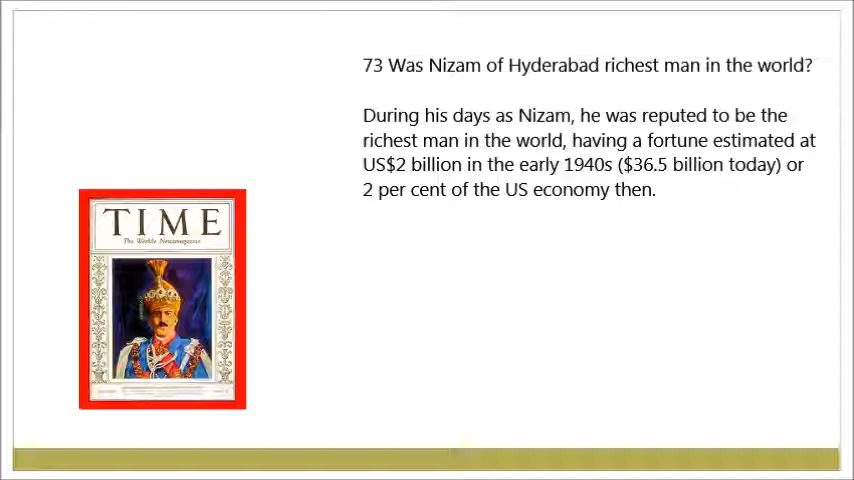 73 Was Nizam of Hyderabad richest man in the world?
During his days as Nizam, he was reputed to be the
richest man in the world, having a fortune estimated at
US$2 billion in the early 1940s ($36.5 billion today) or
2 per cent of the US economy then.
TIME
The Weekly Newsmagazine